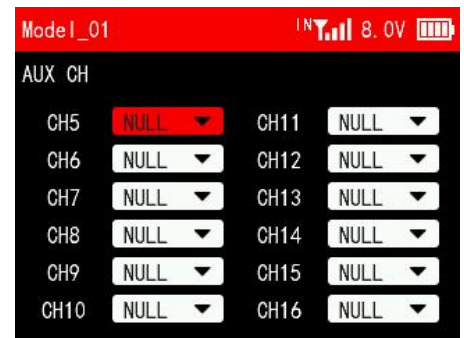 Model_01 IN 8.0V
AUX CH
CH5 NULL CH11 NULL
CH6 NULL CH12 NULL
CH7 NULL CH13 NULL
CH8 NULL CH14 NULL
CH9 NULL CH15 NULL
CH10 NULL CH16 NULL